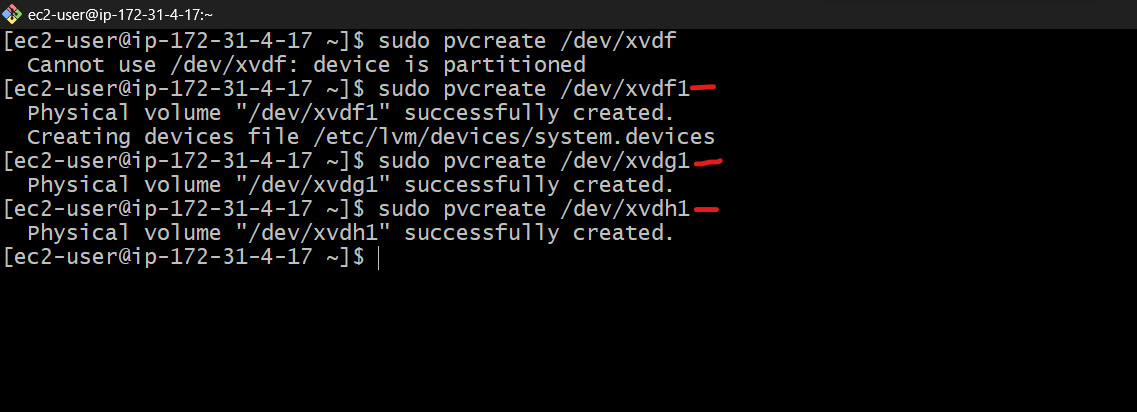 ec2-user@ip-172-31-4-17:~
[ec2-user@ip-172-31-4-17 ~]$ sudo pvcreate /dev/xvdf
  Cannot use /dev/xvdf: device is partitioned
[ec2-user@ip-172-31-4-17 ~]$ sudo pvcreate /dev/xvdf1
  Physical volume "/dev/xvdf1" successfully created.
  Creating devices file /etc/lvm/devices/system.devices
[ec2-user@ip-172-31-4-17 ~]$ sudo pvcreate /dev/xvdg1
  Physical volume "/dev/xvdg1" successfully created.
[ec2-user@ip-172-31-4-17 ~]$ sudo pvcreate /dev/xvdh1
  Physical volume "/dev/xvdh1" successfully created.
[ec2-user@ip-172-31-4-17 ~]$